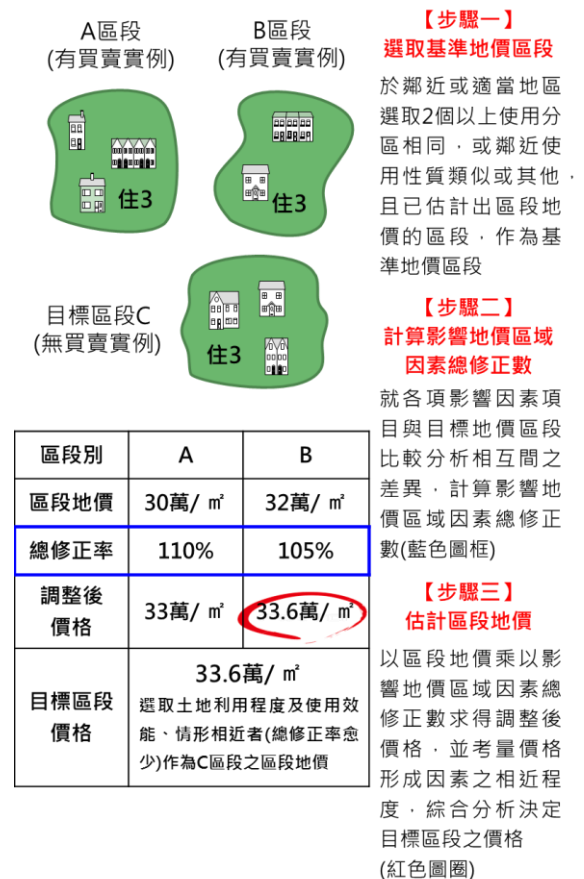 A區段
(有買賣實例)
B區段
(有買賣實例)
住3
住3
目標區段C
(無買賣實例)
住3
區段別
A
B
區段地價
30萬/ ㎡
32萬/ ㎡
總修正率
110%
105%
調整後
價格
33萬/ ㎡
33.6萬/ ㎡
目標區段
價格
33.6萬/ ㎡
選取土地利用程度及使用效
能、情形相近者(總修正率愈
少)作為C區段之區段地價
【步驟一】
選取基準地價區段
於鄰近或適當地區
選取2個以上使用分
區相同，或鄰近使
用性質類似或其他，
且已估計出區段地
價的區段，作為基
準地價區段
【步驟二】
計算影響地價區域
因素總修正數
就各項影響因素項
目與目標地價區段
比較分析相互間之
差異，計算影響地
價區域因素總修正
數(藍色圖框)
【步驟三】
估計區段地價
以區段地價乘以影
響地價區域因素總
修正數求得調整後
價格，並考量價格
形成因素之相近程
度，綜合分析決定
目標區段之價格
(紅色圖圈)